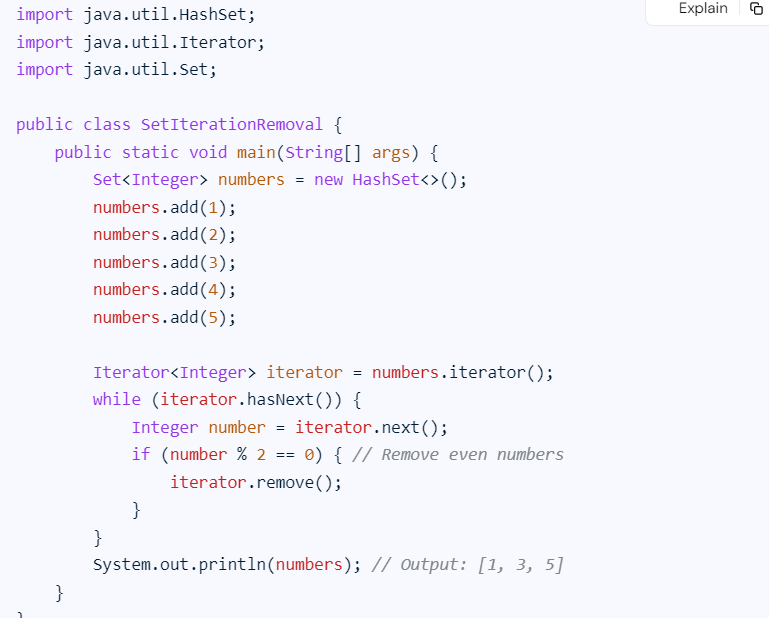 Explain
import java.util.HashSet;
import java.util.Iterator;
import java.util.Set;

public class SetIterationRemoval {
    public static void main(String[] args) {
        Set<Integer> numbers = new HashSet<>();
        numbers.add(1);
        numbers.add(2);
        numbers.add(3);
        numbers.add(4);
        numbers.add(5);

        Iterator<Integer> iterator = numbers.iterator();
        while (iterator.hasNext()) {
            Integer number = iterator.next();
            if (number % 2 == 0) { // Remove even numbers
                iterator.remove();
            }
        }
        System.out.println(numbers); // Output: [1, 3, 5]
    }
}